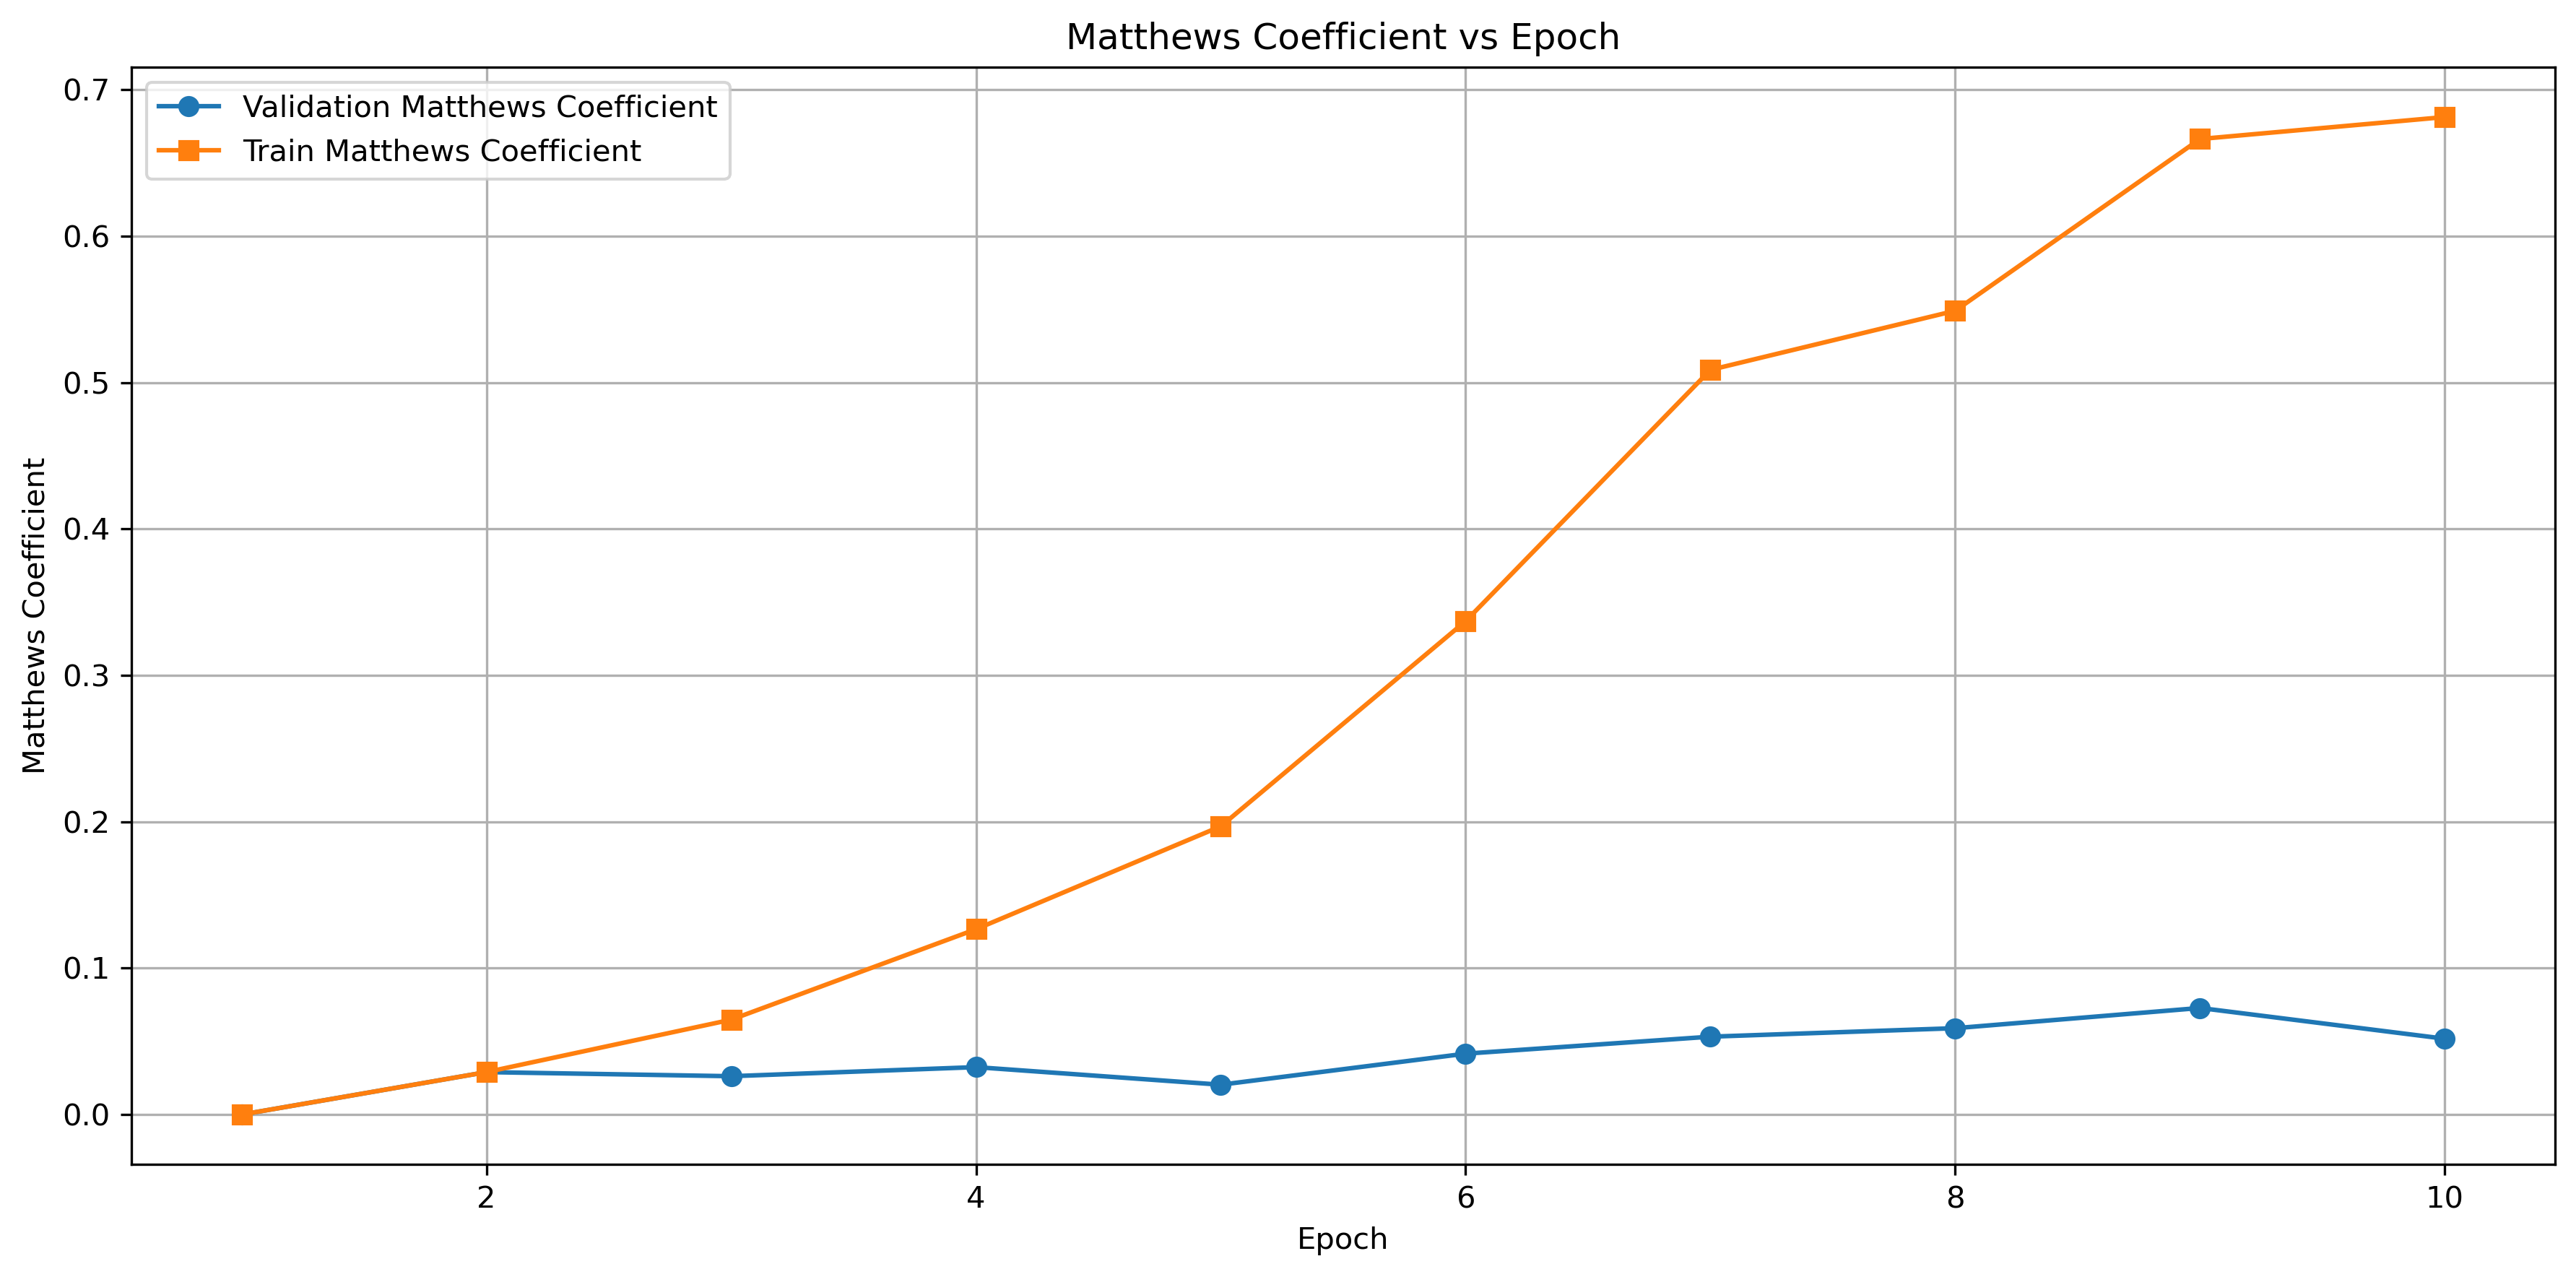 Matthews Coefficient vs Epoch
Validation Matthews Coefficient
Train Matthews Coefficient
Matthews Coefficient
0.7
0.6
0.5
0.4
0.3
0.2
0.1
0.0
2 4 6 8 10
Epoch